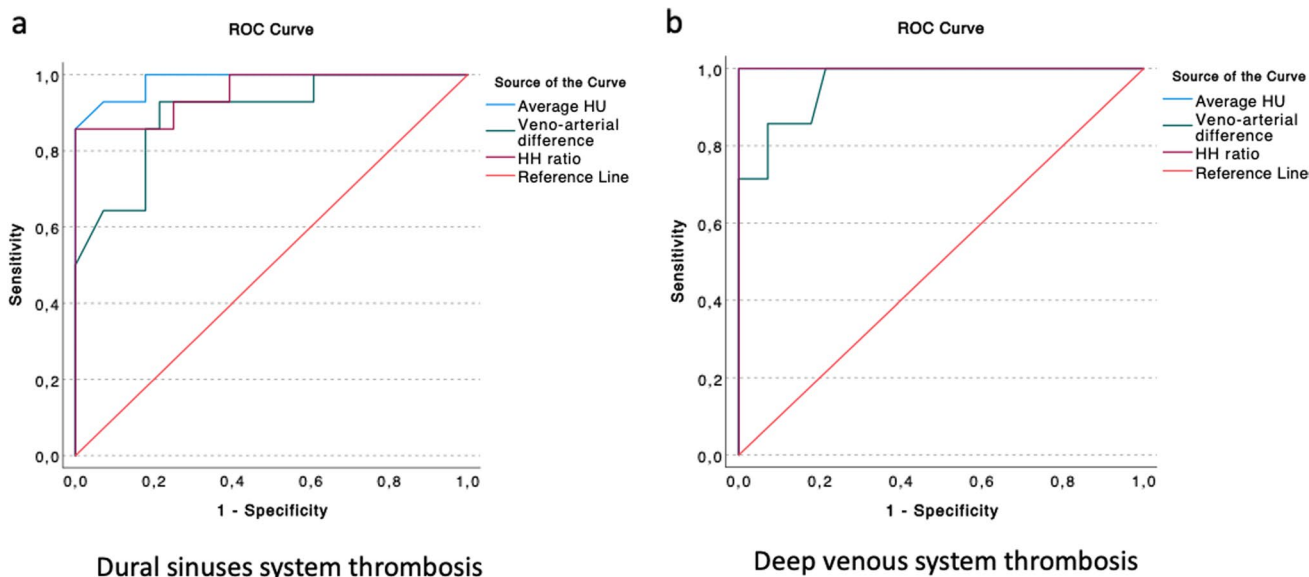 a
ROC Curve
Sensitivity
1,0
0,8
0,6
0,4
0,2
0,0
0,0 0,2 0,4 0,6 0,8 1,0
1 - Specificity
Source of the Curve
Average HU
Veno-arterial
difference
HH ratio
Reference Line
Dural sinuses system thrombosis
b
ROC Curve
Sensitivity
1,0
0,8
0,6
0,4
0,2
0,0
0,0 0,2 0,4 0,6 0,8 1,0
1 - Specificity
Source of the Curve
Average HU
Veno-arterial
difference
HH ratio
Reference Line
Deep venous system thrombosis